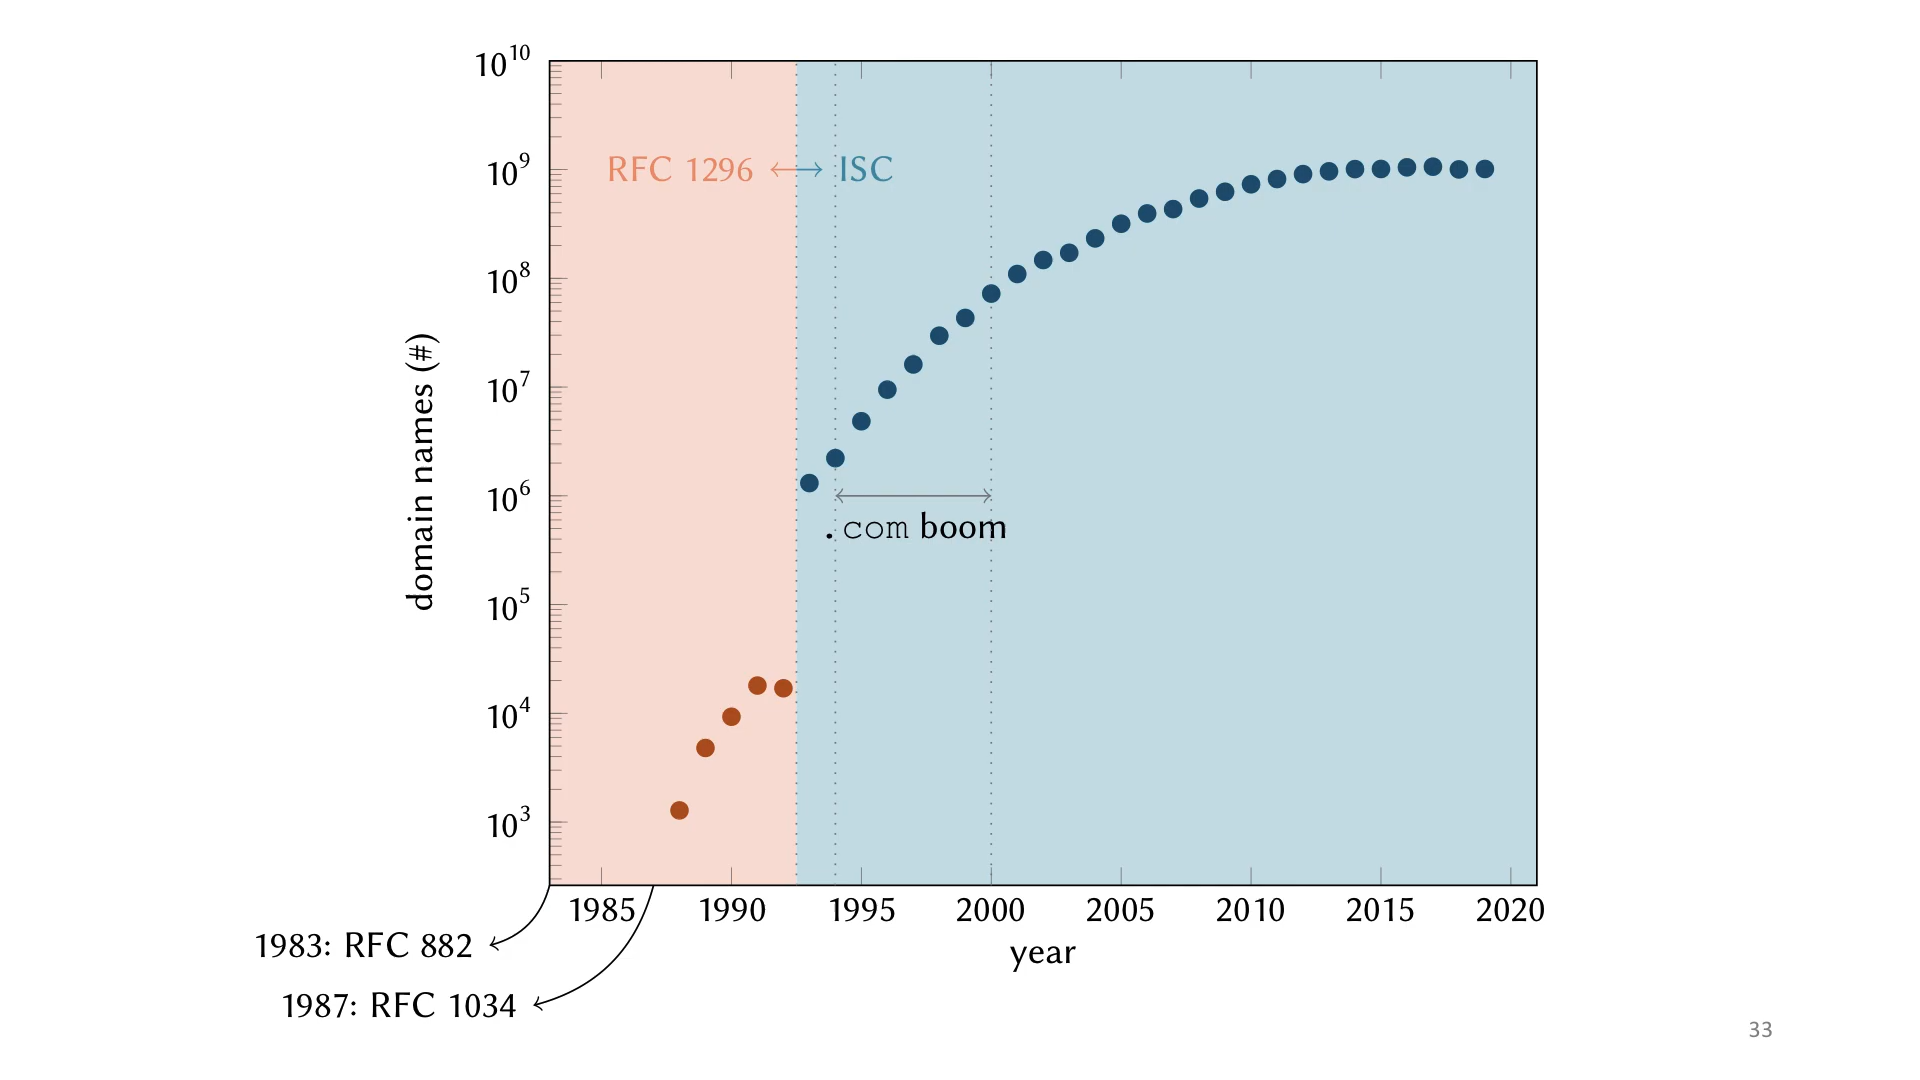 10^10
10^9
10^8
10^7
10^6
10^5
10^4
10^3
domain names (#)
RFC 1296 ⟷ ISC
.com boom
1985 1990 1995 2000 2005 2010 2015 2020
year
1983: RFC 882
1987: RFC 1034
33